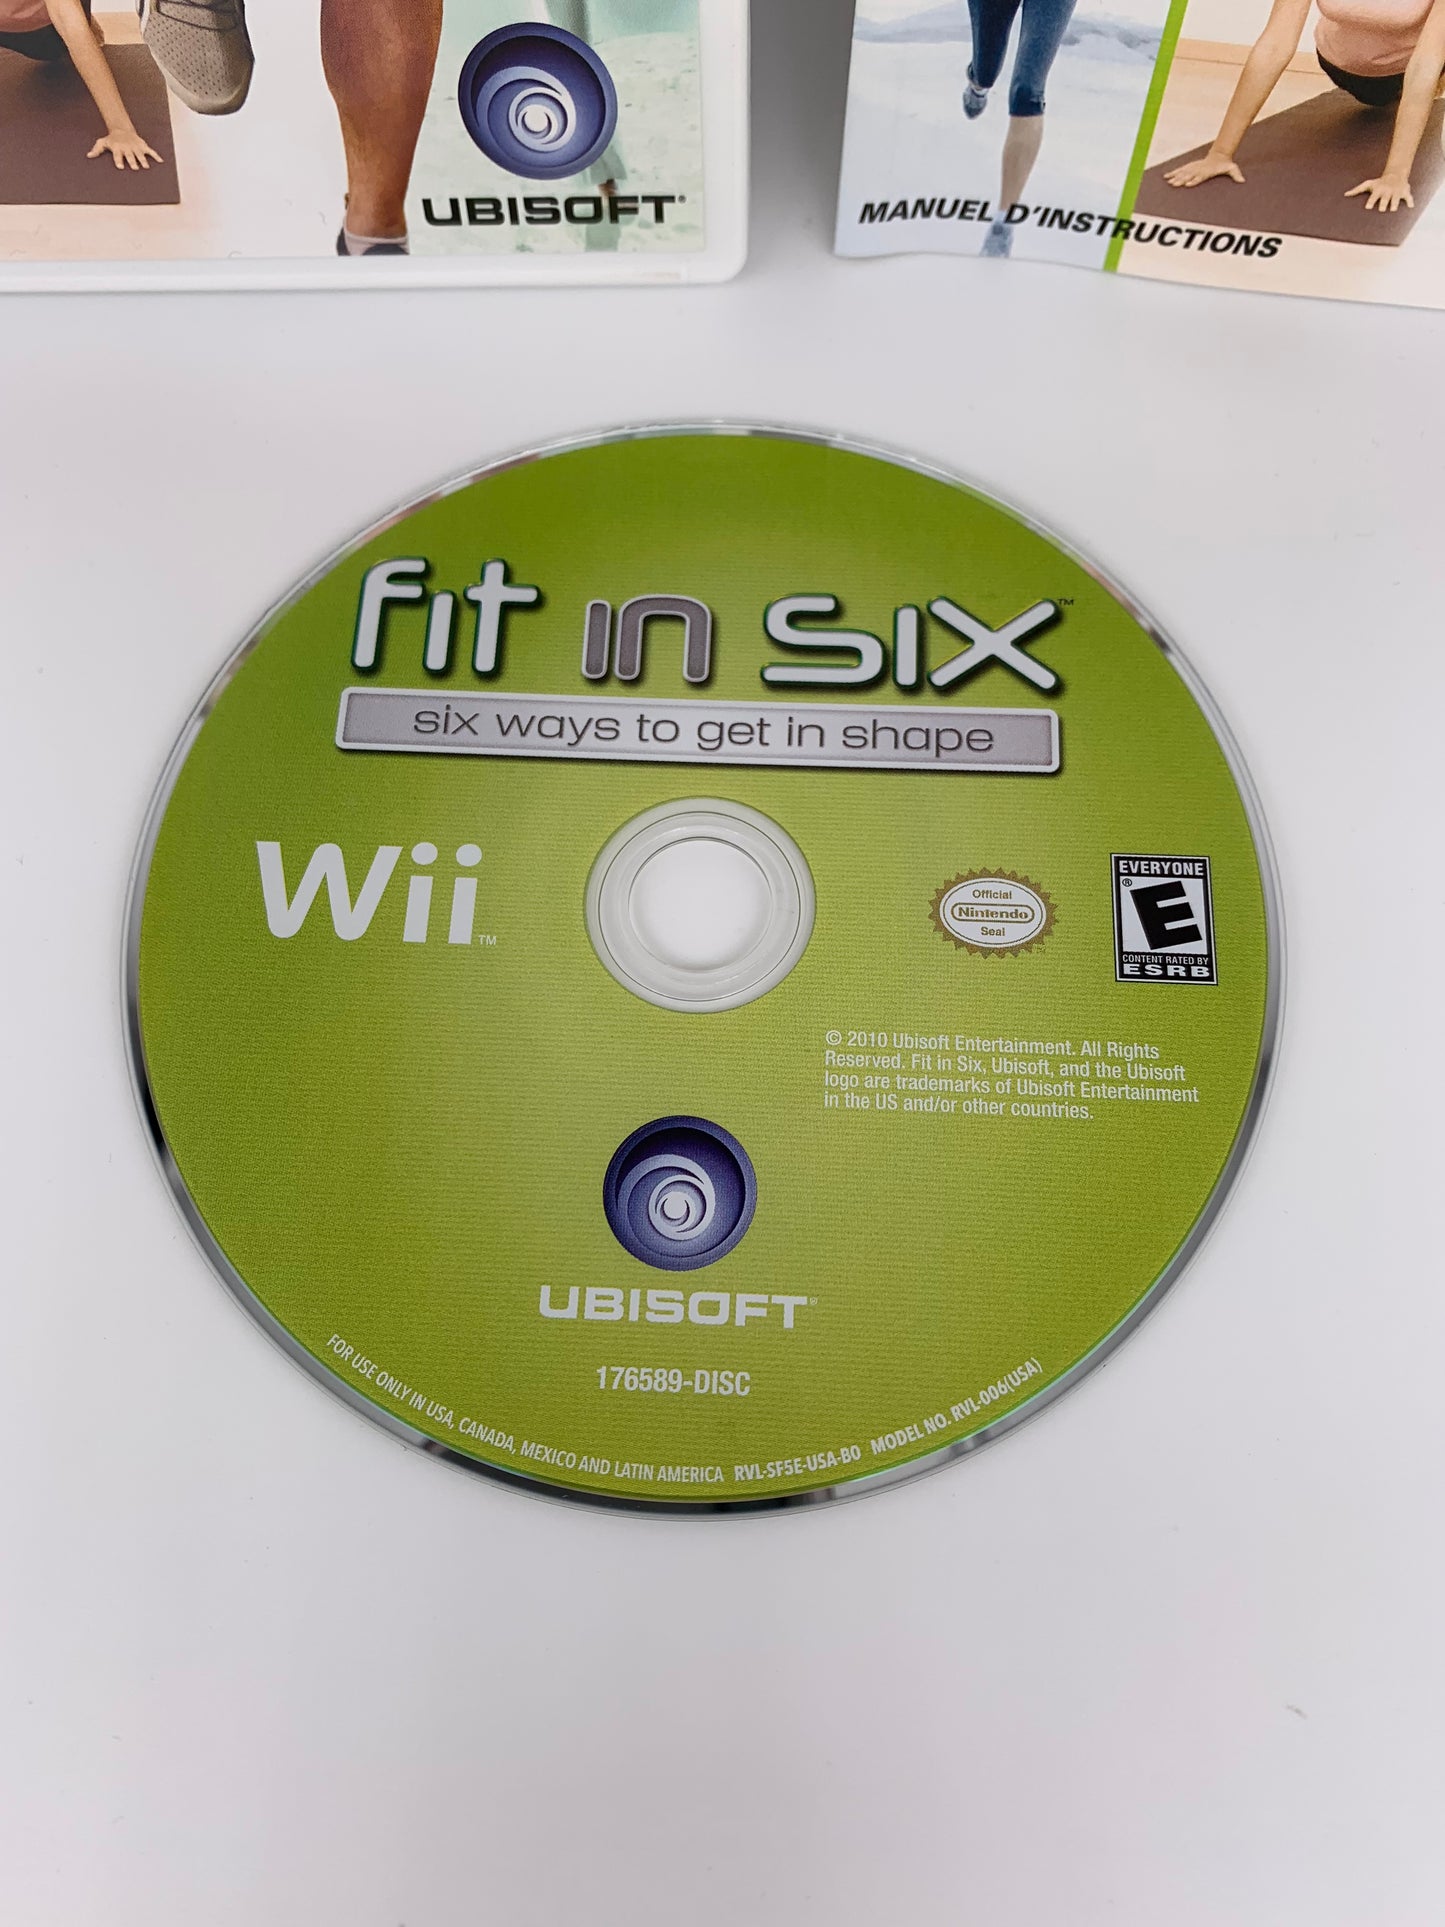 UBISOFT®
MANUEL D'INSTRUCTIONS
fit in six™
six ways to get in shape
Wii™
Official
Nintendo
Seal
EVERYONE
®
E
CONTENT RATED BY
ESRB
© 2010 Ubisoft Entertainment. All Rights
Reserved. Fit in Six, Ubisoft, and the Ubisoft
logo are trademarks of Ubisoft Entertainment
in the US and/or other countries.
UBISOFT®
176589-DISC
FOR USE ONLY IN USA, CANADA, MEXICO AND LATIN AMERICA RVL-SF5E-USA-B0 MODEL NO. RVL-006(USA)